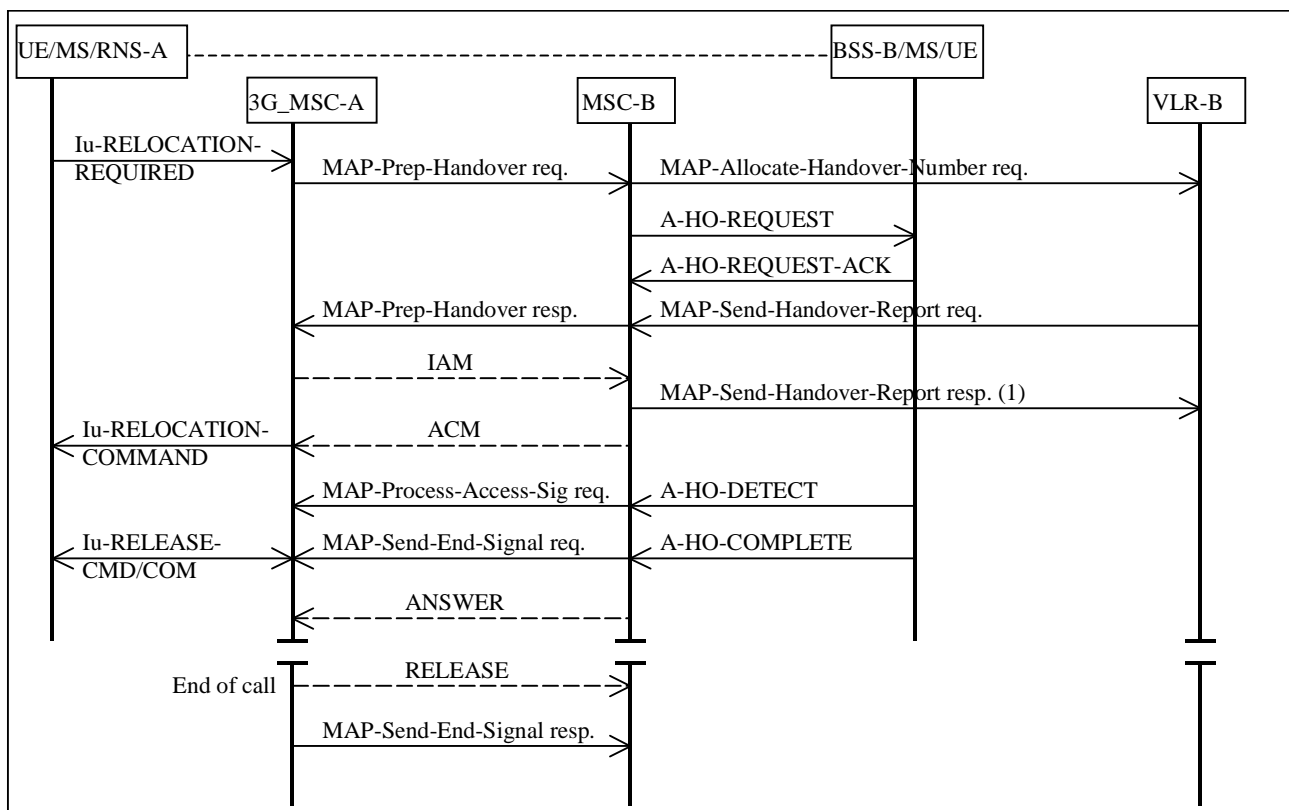 UE/MS/RNS-A
BSS-B/MS/UE
3G_MSC-A
MSC-B
VLR-B
Iu-RELOCATION-
REQUIRED
MAP-Prep-Handover req.
MAP-Allocate-Handover-Number req.
A-HO-REQUEST
A-HO-REQUEST-ACK
MAP-Prep-Handover resp.
MAP-Send-Handover-Report req.
IAM
MAP-Send-Handover-Report resp. (1)
Iu-RELOCATION-
COMMAND
ACM
MAP-Process-Access-Sig req.
A-HO-DETECT
Iu-RELEASE-
CMD/COM
MAP-Send-End-Signal req.
A-HO-COMPLETE
ANSWER
RELEASE
End of call
MAP-Send-End-Signal resp.